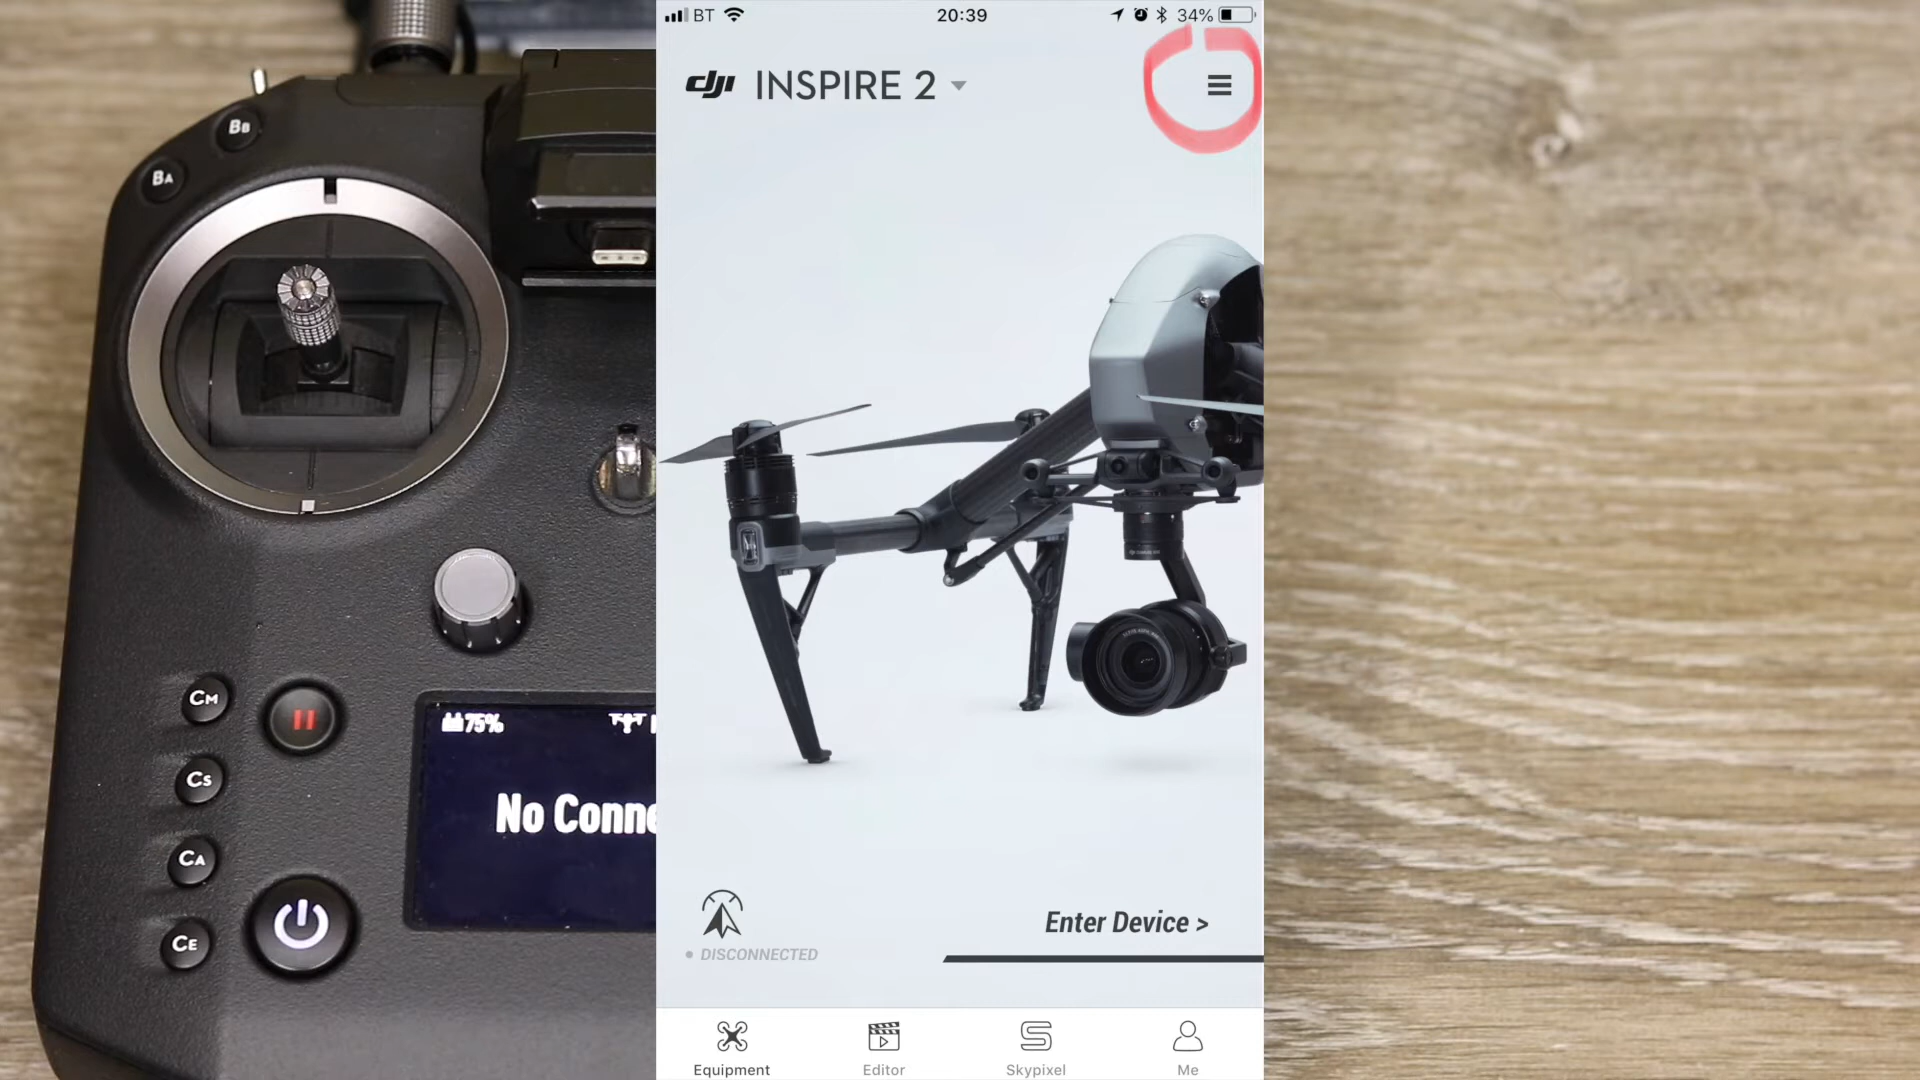 BT 20:39 34%
dji INSPIRE 2
BB
BA
CM
CS
CA
CE
75%
No Conne
Enter Device >
DISCONNECTED
Equipment Editor Skypixel Me